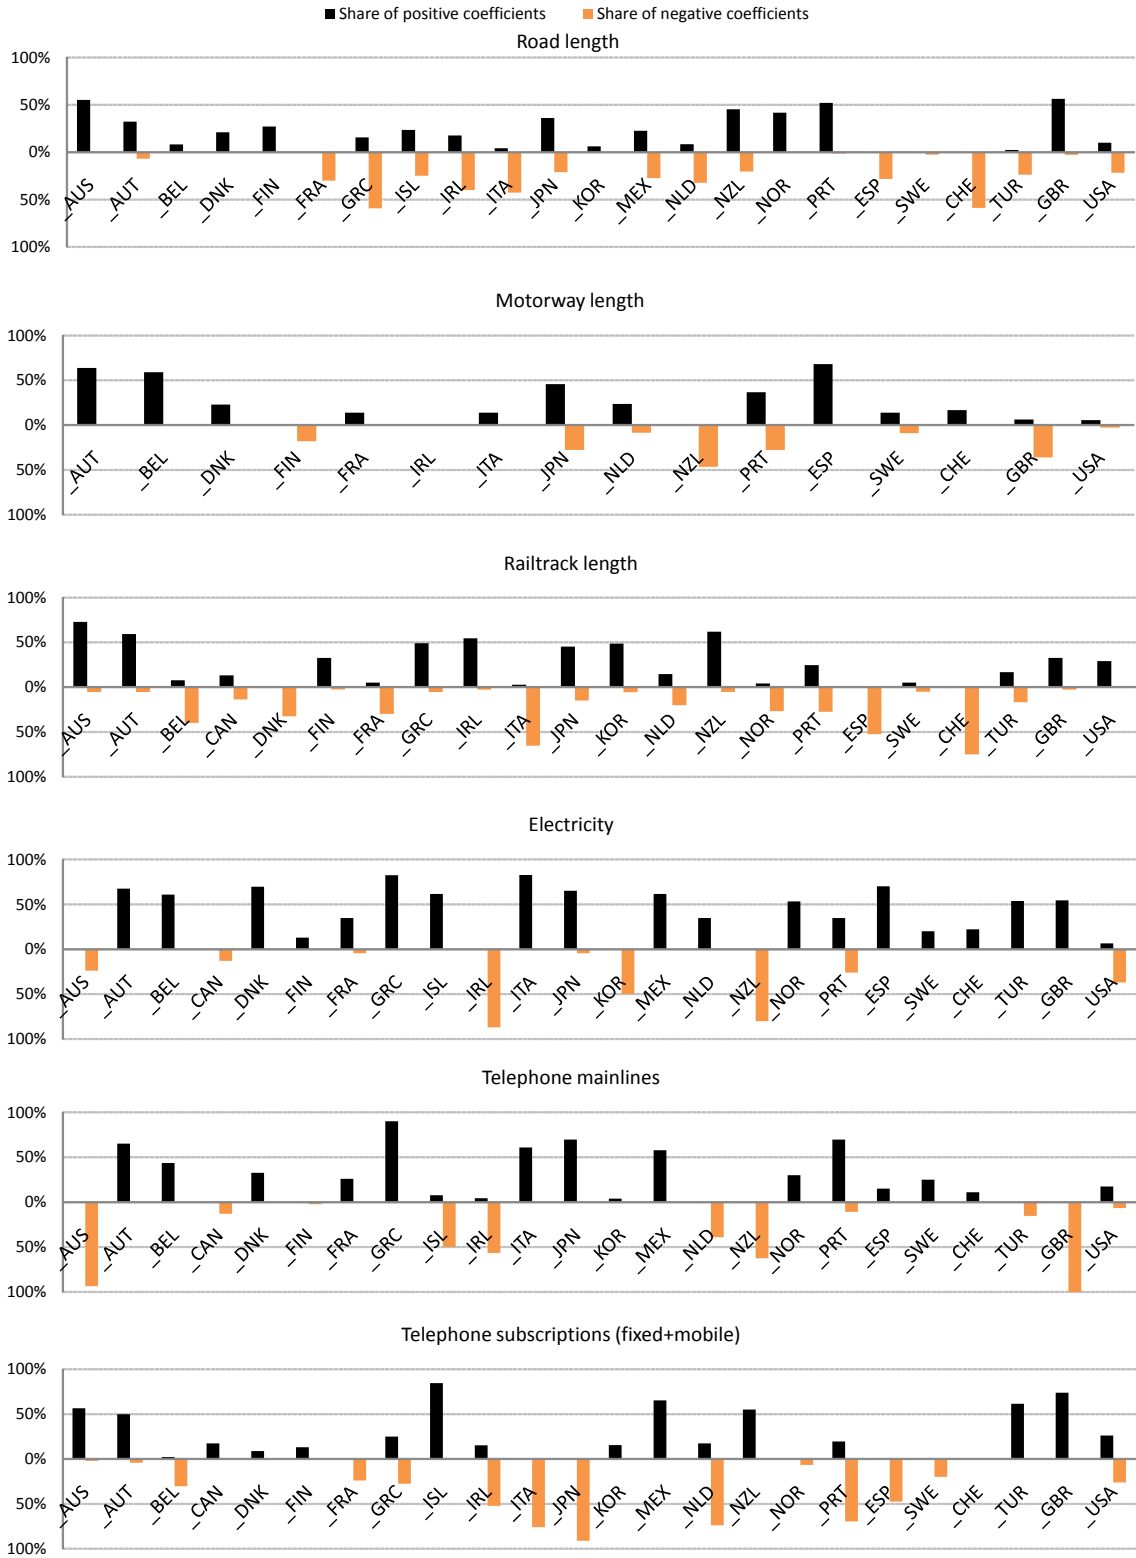 Share of positive coefficients Share of negative coefficients
Road length
100%
50%
0%
50%
100%
_AUS _AUT _BEL _DNK _FIN _FRA _GRC _ISL _IRL _ITA _JPN _KOR _MEX _NLD _NZL _NOR _PRT _ESP _SWE _CHE _TUR _GBR _USA
Motorway length
100%
50%
0%
50%
100%
_AUT _BEL _DNK _FIN _FRA _IRL _ITA _JPN _NLD _NZL _PRT _ESP _SWE _CHE _GBR _USA
Railtrack length
100%
50%
0%
50%
100%
_AUS _AUT _BEL _CAN _DNK _FIN _FRA _GRC _IRL _ITA _JPN _KOR _NLD _NZL _NOR _PRT _ESP _SWE _CHE _TUR _GBR _USA
Electricity
100%
50%
0%
50%
100%
_AUS _AUT _BEL _CAN _DNK _FIN _FRA _GRC _ISL _IRL _ITA _JPN _KOR _MEX _NLD _NZL _NOR _PRT _ESP _SWE _CHE _TUR _GBR _USA
Telephone mainlines
100%
50%
0%
50%
100%
_AUS _AUT _BEL _CAN _DNK _FIN _FRA _GRC _ISL _IRL _ITA _JPN _KOR _MEX _NLD _NZL _NOR _PRT _ESP _SWE _CHE _TUR _GBR _USA
Telephone subscriptions (fixed+mobile)
100%
50%
0%
50%
100%
_AUS _AUT _BEL _CAN _DNK _FIN _FRA _GRC _ISL _IRL _ITA _JPN _KOR _MEX _NLD _NZL _NOR _PRT _ESP _SWE _CHE _TUR _GBR _USA